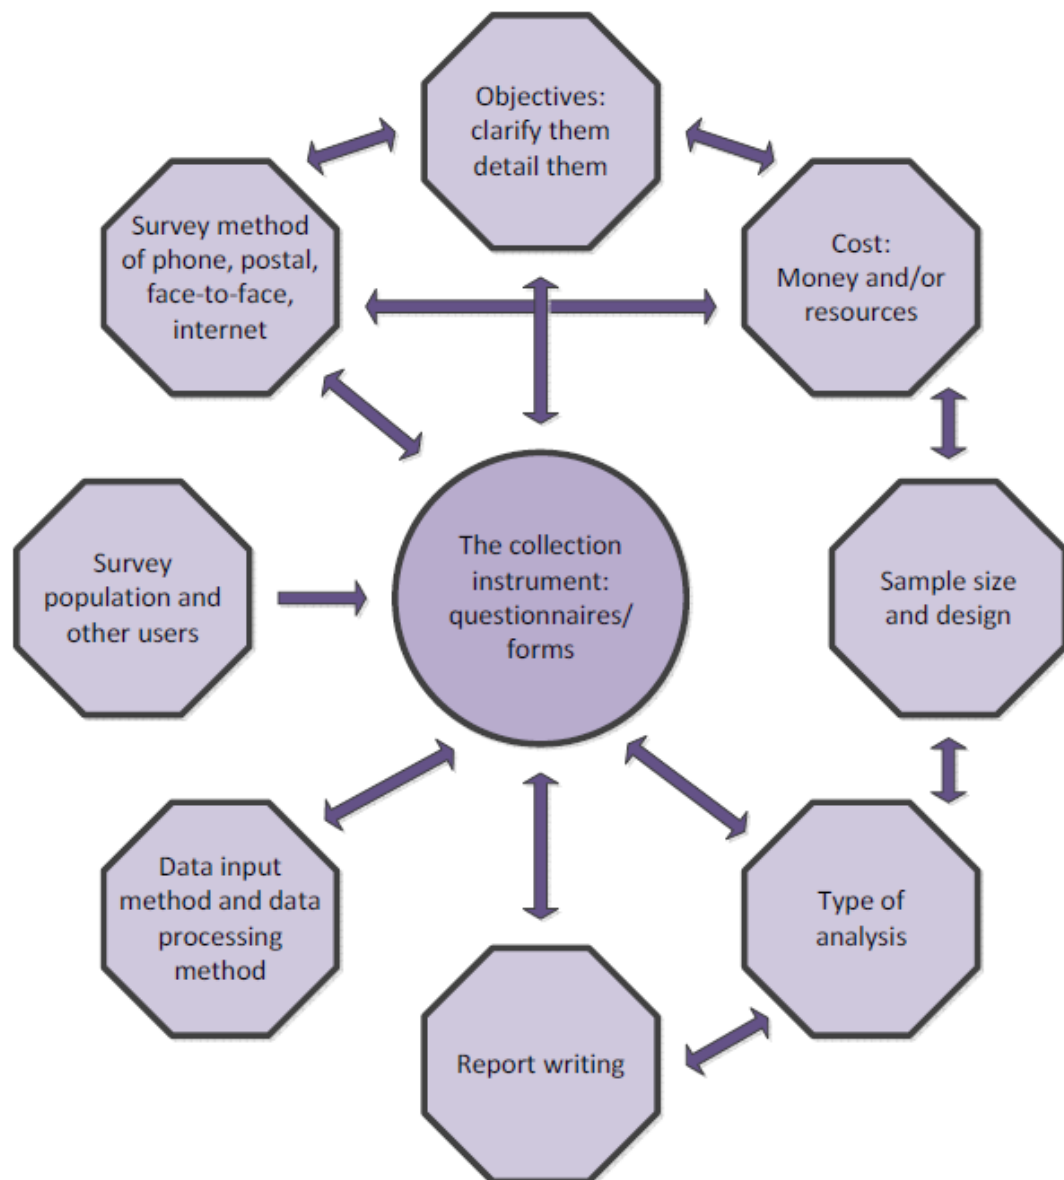 Objectives:
clarify them
detail them
Survey method
of phone, postal,
face-to-face,
internet
Cost:
Money and/or
resources
Survey
population and
other users
The collection
instrument:
questionnaires/
forms
Sample size
and design
Data input
method and data
processing
method
Type of
analysis
Report writing